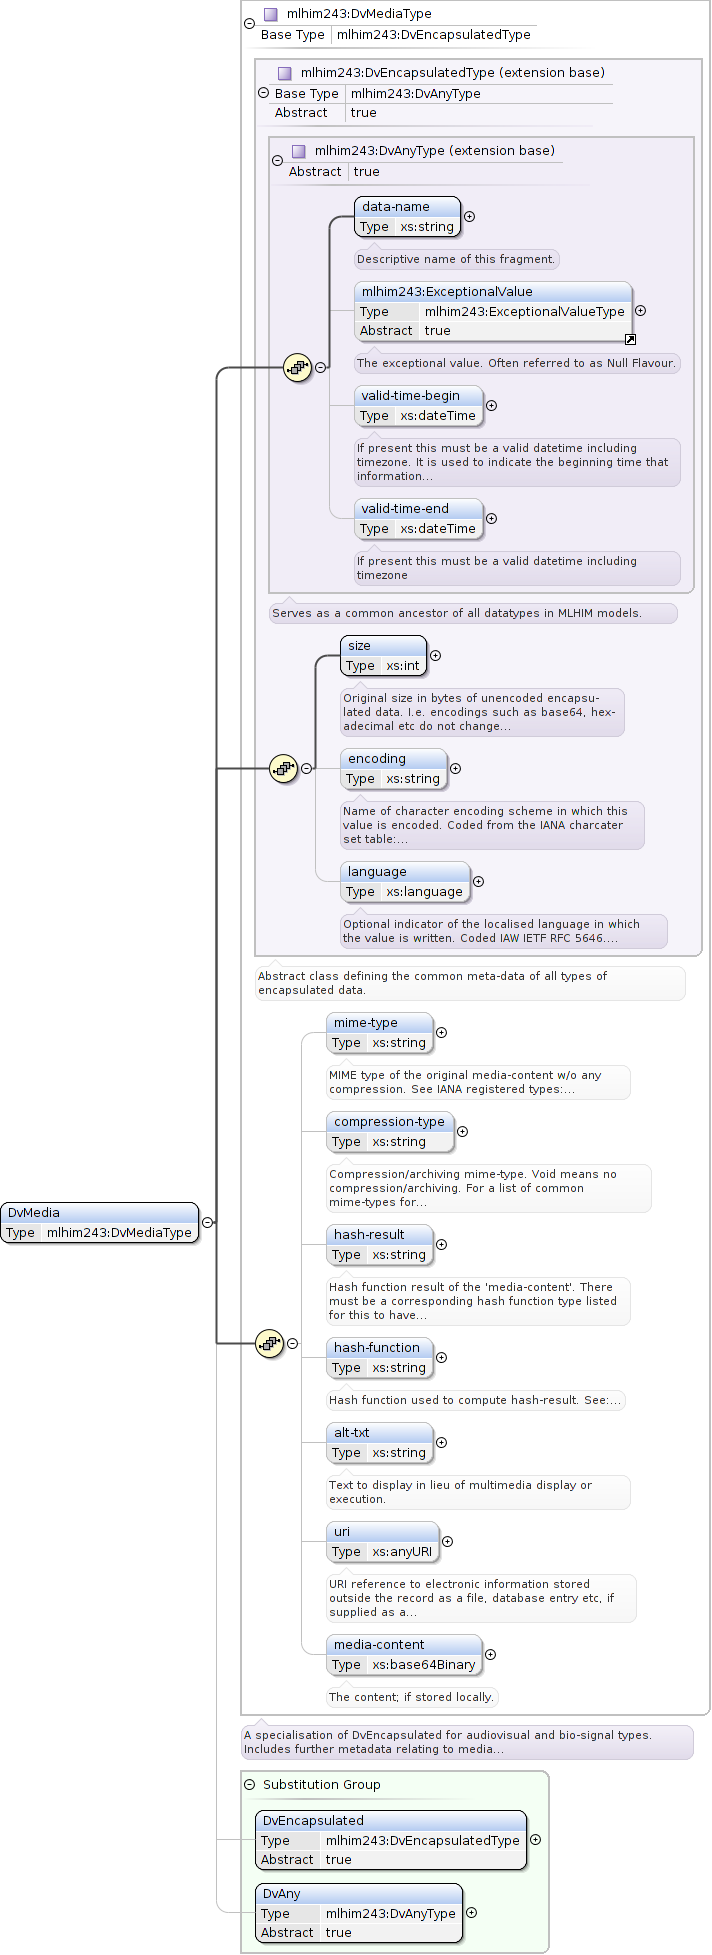 mlhim243:DvMediaType
Base Type mlhim243:DvEncapsulatedType
mlhim243:DvEncapsulatedType (extension base)
Base Type mlhim243:DvAnyType
Abstract true
mlhim243:DvAnyType (extension base)
Abstract true
data-name
Type xs:string
Descriptive name of this fragment.
mlhim243:ExceptionalValue
Type mlhim243:ExceptionalValueType
Abstract true
The exceptional value. Often referred to as Null Flavour.
valid-time-begin
Type xs:dateTime
If present this must be a valid datetime including
timezone. It is used to indicate the beginning time that
information...
valid-time-end
Type xs:dateTime
If present this must be a valid datetime including
timezone
Serves as a common ancestor of all datatypes in MLHIM models.
size
Type xs:int
Original size in bytes of unencoded encapsu-
lated data. I.e. encodings such as base64, hex-
adecimal etc do not change...
encoding
Type xs:string
Name of character encoding scheme in which this
value is encoded. Coded from the IANA charcater
set table:...
language
Type xs:language
Optional indicator of the localised language in which
the value is written. Coded IAW IETF RFC 5646....
Abstract class defining the common meta-data of all types of
encapsulated data.
mime-type
Type xs:string
MIME type of the original media-content w/o any
compression. See IANA registered types:...
compression-type
Type xs:string
Compression/archiving mime-type. Void means no
compression/archiving. For a list of common
mime-types for...
DvMedia
Type mlhim243:DvMediaType
hash-result
Type xs:string
Hash function result of the 'media-content'. There
must be a corresponding hash function type listed
for this to have...
hash-function
Type xs:string
Hash function used to compute hash-result. See:...
alt-txt
Type xs:string
Text to display in lieu of multimedia display or
execution.
uri
Type xs:anyURI
URI reference to electronic information stored
outside the record as a file, database entry etc, if
supplied as a...
media-content
Type xs:base64Binary
The content; if stored locally.
A specialisation of DvEncapsulated for audiovisual and bio-signal types.
Includes further metadata relating to media...
Substitution Group
DvEncapsulated
Type mlhim243:DvEncapsulatedType
Abstract true
DvAny
Type mlhim243:DvAnyType
Abstract true